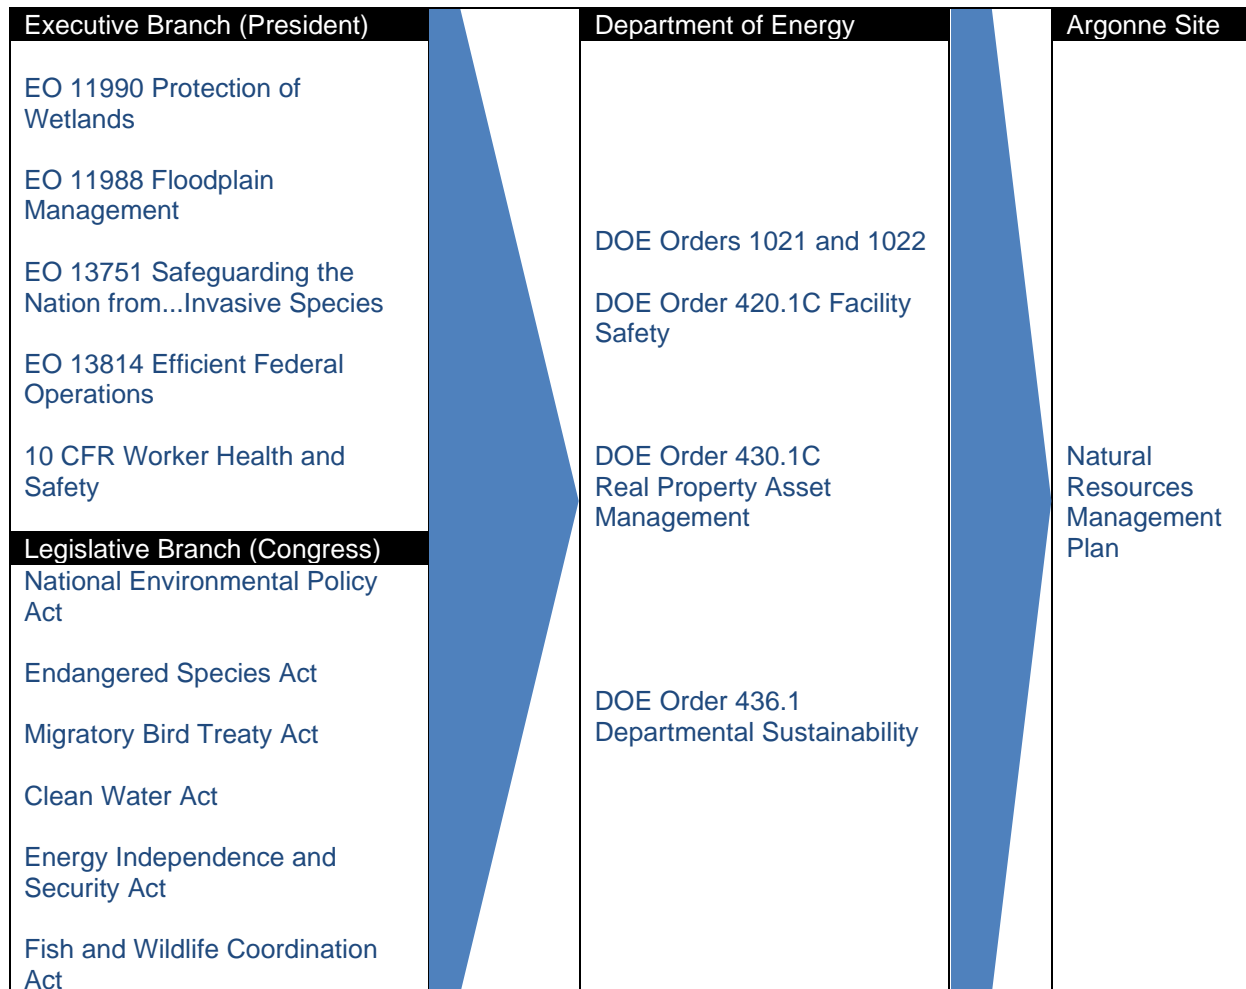 Executive Branch (President)
EO 11990 Protection of
Wetlands
EO 11988 Floodplain
Management
EO 13751 Safeguarding the
Nation from...Invasive Species
EO 13814 Efficient Federal
Operations
10 CFR Worker Health and
Safety
Legislative Branch (Congress)
National Environmental Policy
Act
Endangered Species Act
Migratory Bird Treaty Act
Clean Water Act
Energy Independence and
Security Act
Fish and Wildlife Coordination
Act
Department of Energy
DOE Orders 1021 and 1022
DOE Order 420.1C Facility
Safety
DOE Order 430.1C
Real Property Asset
Management
DOE Order 436.1
Departmental Sustainability
Argonne Site
Natural
Resources
Management
Plan